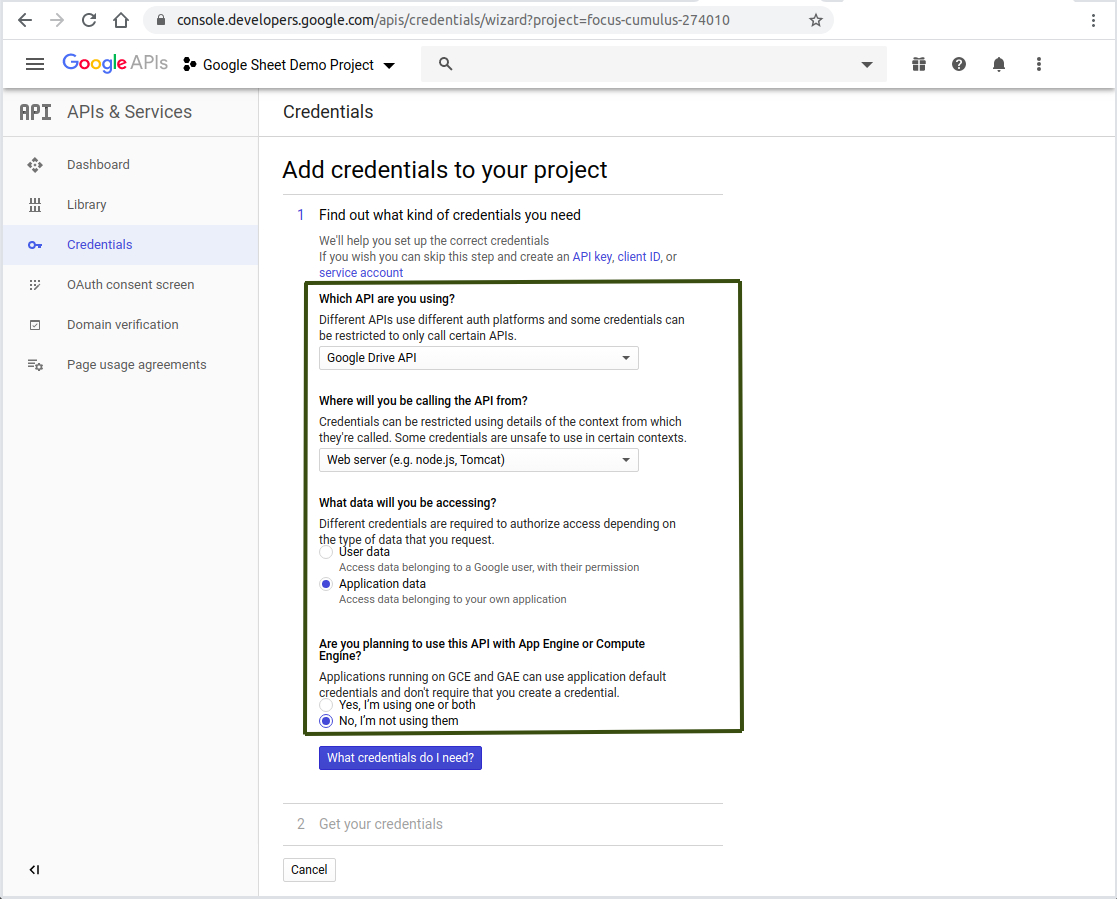 console.developers.google.com/apis/credentials/wizard?project=focus-cumulus-274010
Google APIs
Google Sheet Demo Project
API APIs & Services
Credentials
Dashboard
Library
Credentials
OAuth consent screen
Domain verification
Page usage agreements
Add credentials to your project
1 Find out what kind of credentials you need
We'll help you set up the correct credentials
If you wish you can skip this step and create an API key, client ID, or
service account
Which API are you using?
Different APIs use different auth platforms and some credentials can
be restricted to only call certain APIs.
Google Drive API
Where will you be calling the API from?
Credentials can be restricted using details of the context from which
they're called. Some credentials are unsafe to use in certain contexts.
Web server (e.g. node.js, Tomcat)
What data will you be accessing?
Different credentials are required to authorize access depending on
the type of data that you request.
User data
Access data belonging to a Google user, with their permission
Application data
Access data belonging to your own application
Are you planning to use this API with App Engine or Compute
Engine?
Applications running on GCE and GAE can use application default
credentials and don't require that you create a credential.
Yes, I'm using one or both
No, I'm not using them
What credentials do I need?
2 Get your credentials
Cancel